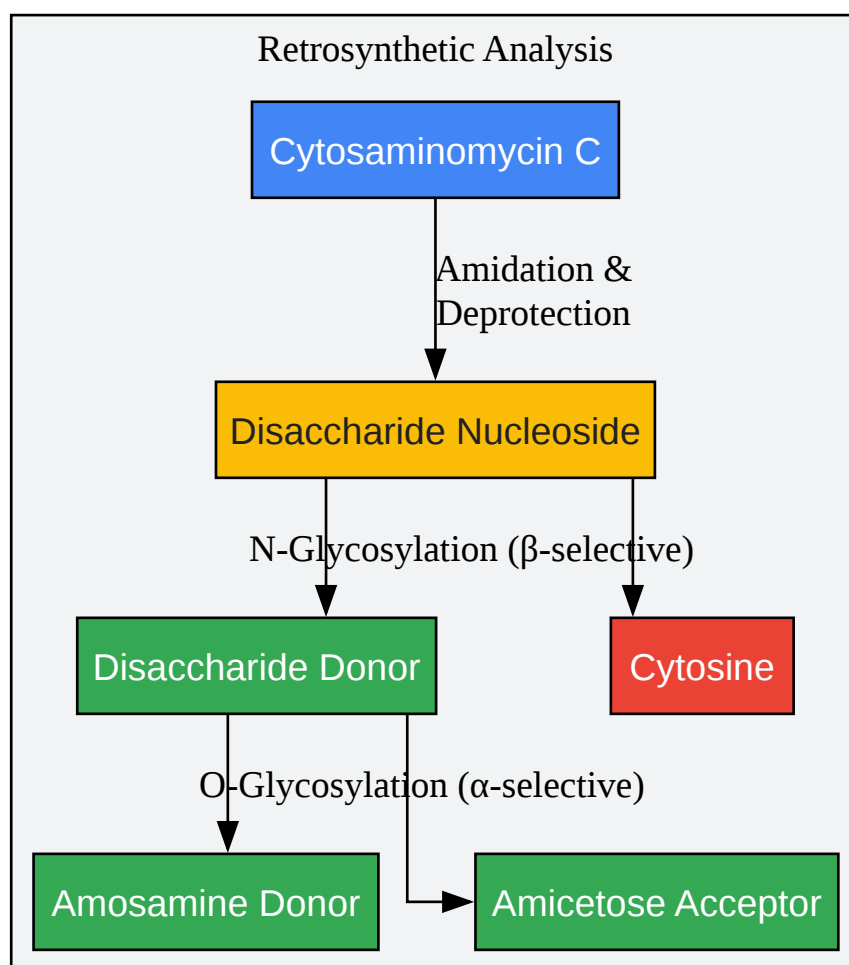 Retrosynthetic Analysis
Cytosaminomycin C
Amidation &
Deprotection
Disaccharide Nucleoside
N-Glycosylation (β-selective)
Disaccharide Donor
Cytosine
O-Glycosylation (α-selective)
Amosamine Donor
Amicetose Acceptor